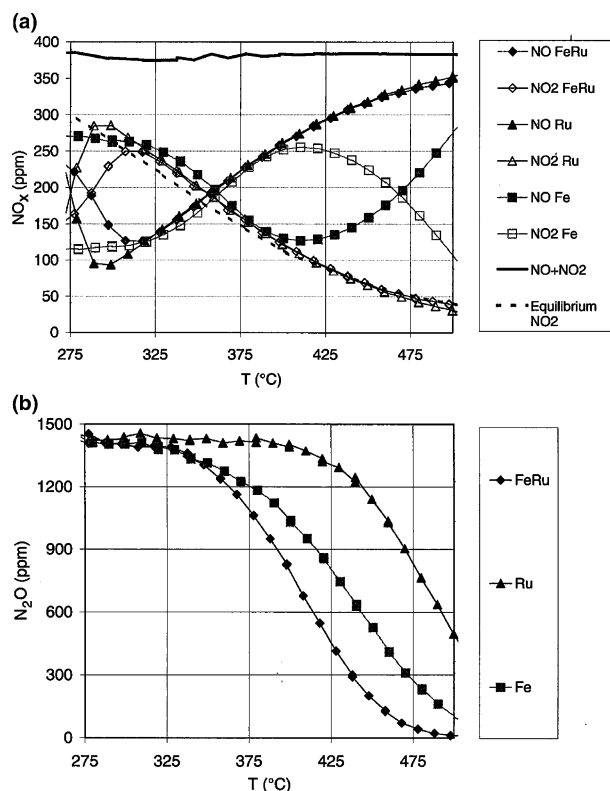 (a)
400
350
300
250
200
150
100
50
0
NOx (ppm)
275 325 375 425 475
T (°C)
NO FeRu
NO2 FeRu
NO Ru
NO2 Ru
NO Fe
NO2 Fe
NO+NO2
Equilibrium
NO2
(b)
1500
1200
900
600
300
0
N2O (ppm)
275 325 375 425 475
T (°C)
FeRu
Ru
Fe